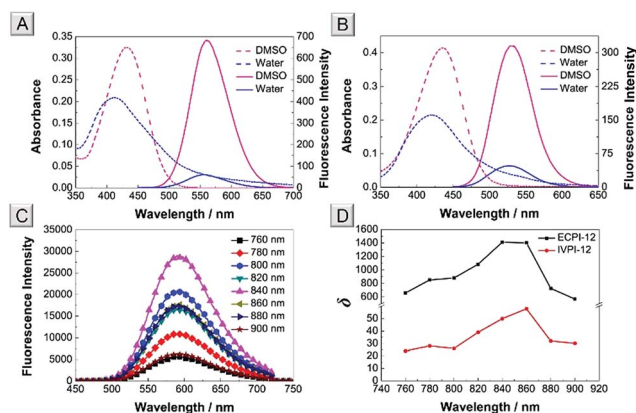 A
0.35
0.30
0.25
0.20
0.15
0.10
0.05
0.00
Absorbance
350 400 450 500 550 600 650 700
Wavelength / nm
700
600
500
400
300
200
100
0
Fluorescence Intensity
DMSO
Water
DMSO
Water
B
0.4
0.3
0.2
0.1
0.0
Absorbance
350 400 450 500 550 600 650
Wavelength / nm
300
225
150
75
0
Fluorescence Intensity
DMSO
Water
DMSO
Water
C
35000
30000
25000
20000
15000
10000
5000
0
Fluorescence Intensity
450 500 550 600 650 700 750
Wavelength / nm
760 nm
780 nm
800 nm
820 nm
840 nm
860 nm
880 nm
900 nm
D
1600
1400
1200
1000
800
600
50
40
30
20
10
0
δ
740 760 780 800 820 840 860 880 900 920
Wavelength / nm
ECPI-12
IVPI-12